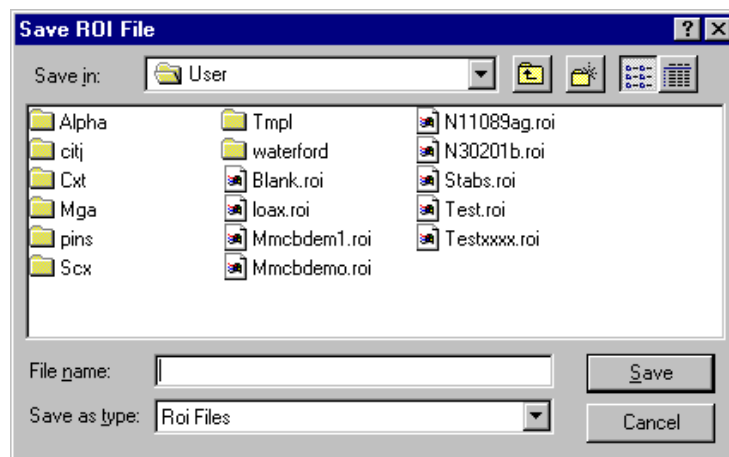 Save ROI File
Save in: User
Alpha
citj
Cxt
Mga
pins
Scx
Tmpl
waterford
Blank.roi
loax.roi
Mmcbdem1.roi
Mmcbdemo.roi
N11089ag.roi
N30201b.roi
Stabs.roi
Test.roi
Testxxxx.roi
File name:
Save
Save as type: Roi Files
Cancel